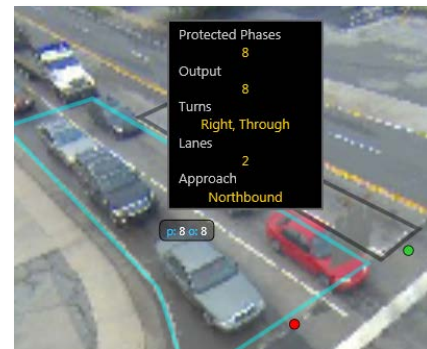 Protected Phases
8
Output
8
Turns
Right, Through
Lanes
2
Approach
Northbound
p: 8 o: 8